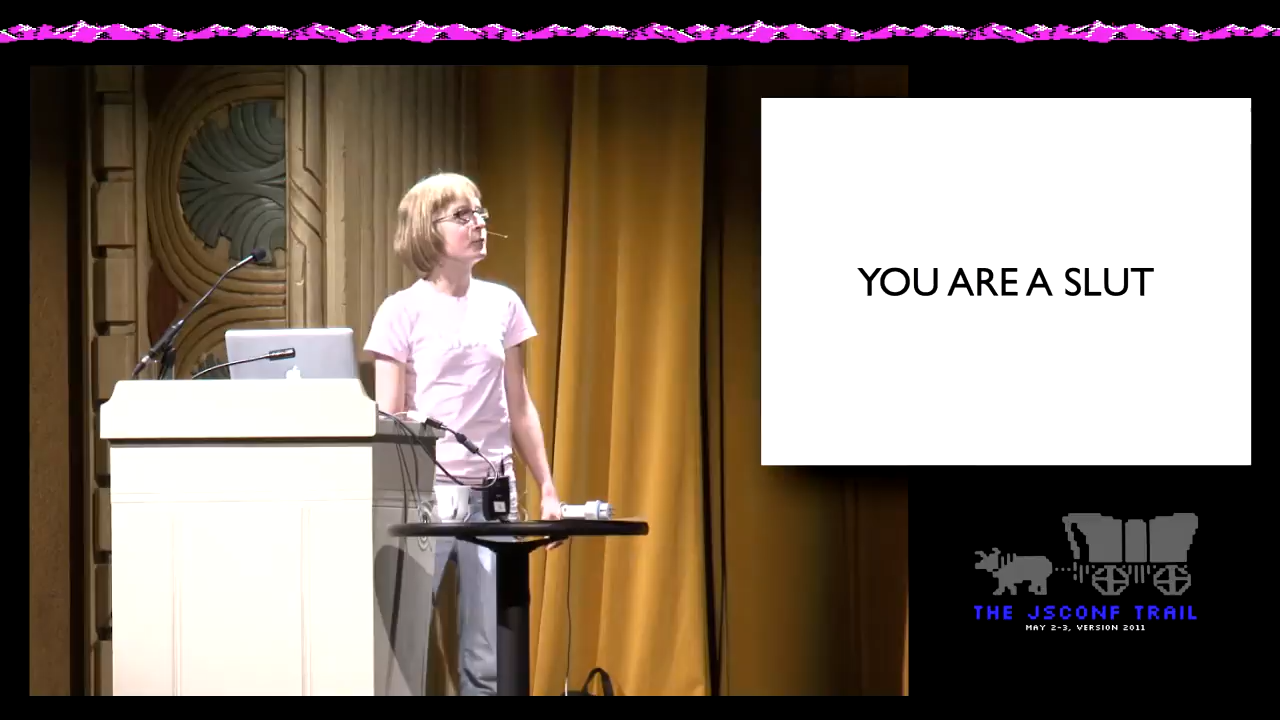 YOU ARE A SLUT
THE JSCONF TRAIL
MAY 2-3, VERSION 2011